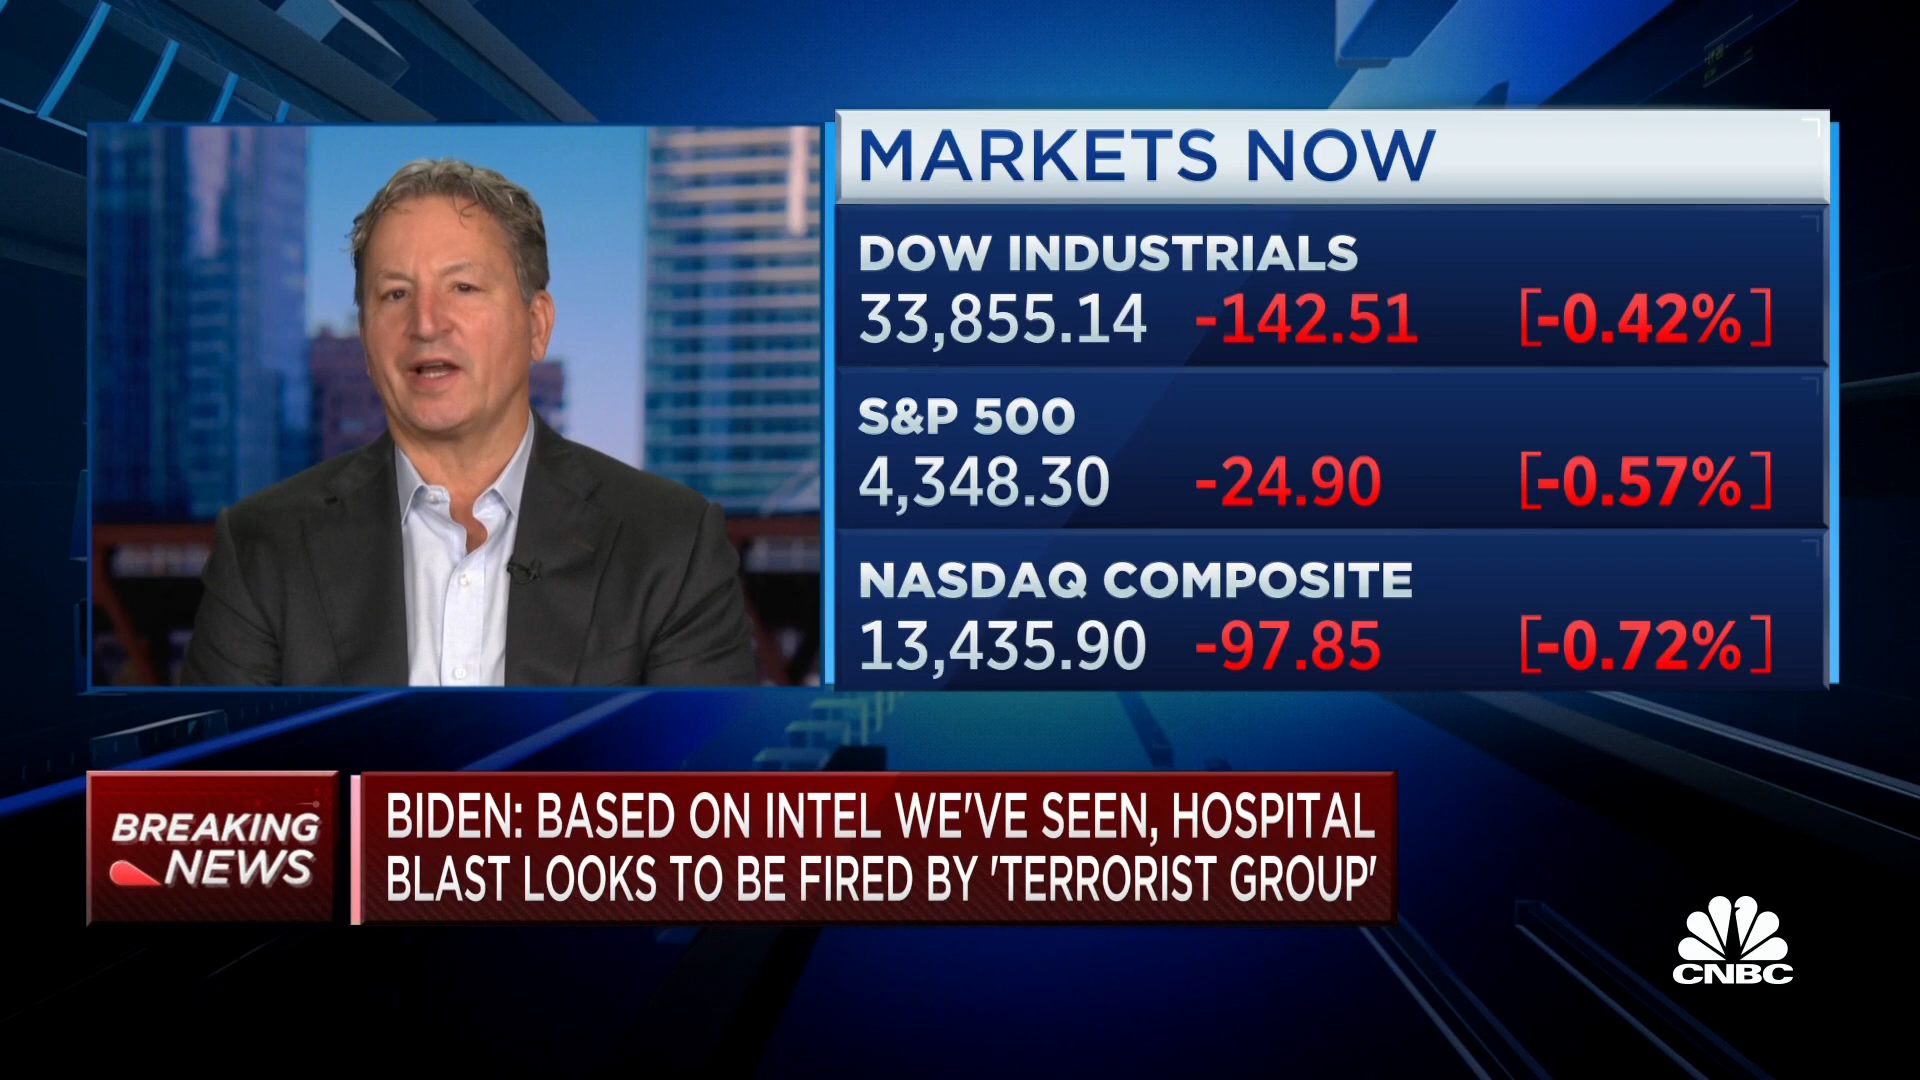 MARKETS NOW
DOW INDUSTRIALS
33,855.14 -142.51 [-0.42%]
S&P 500
4,348.30 -24.90 [-0.57%]
NASDAQ COMPOSITE
13,435.90 -97.85 [-0.72%]
BREAKING
NEWS
BIDEN: BASED ON INTEL WE'VE SEEN, HOSPITAL
BLAST LOOKS TO BE FIRED BY 'TERRORIST GROUP'
CNBC